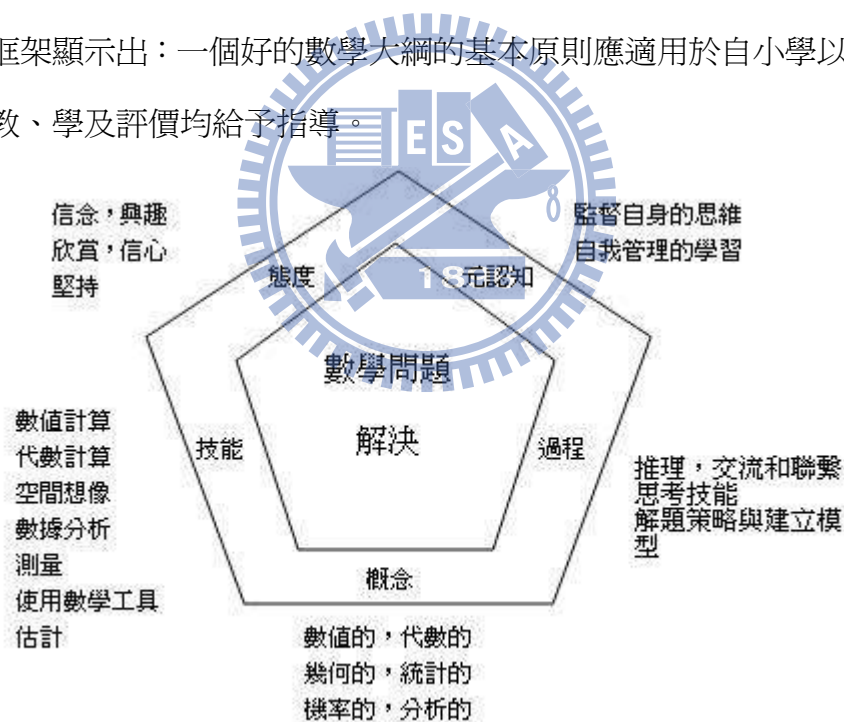 框架顯示出：一個好的數學大綱的基本原則應適用於自小學以
教、學及評價均給予指導。
ESA
信念，興趣
欣賞，信心
堅持
監督自身的思維
自我管理的學習
態度
元認知
18
數學問題
解決
數值計算
代數計算
空間想像
數據分析
測量
使用數學工具
估計
技能
過程
推理，交流和聯繫
思考技能
解題策略與建立模
型
概念
數值的，代數的
幾何的，統計的
機率的，分析的